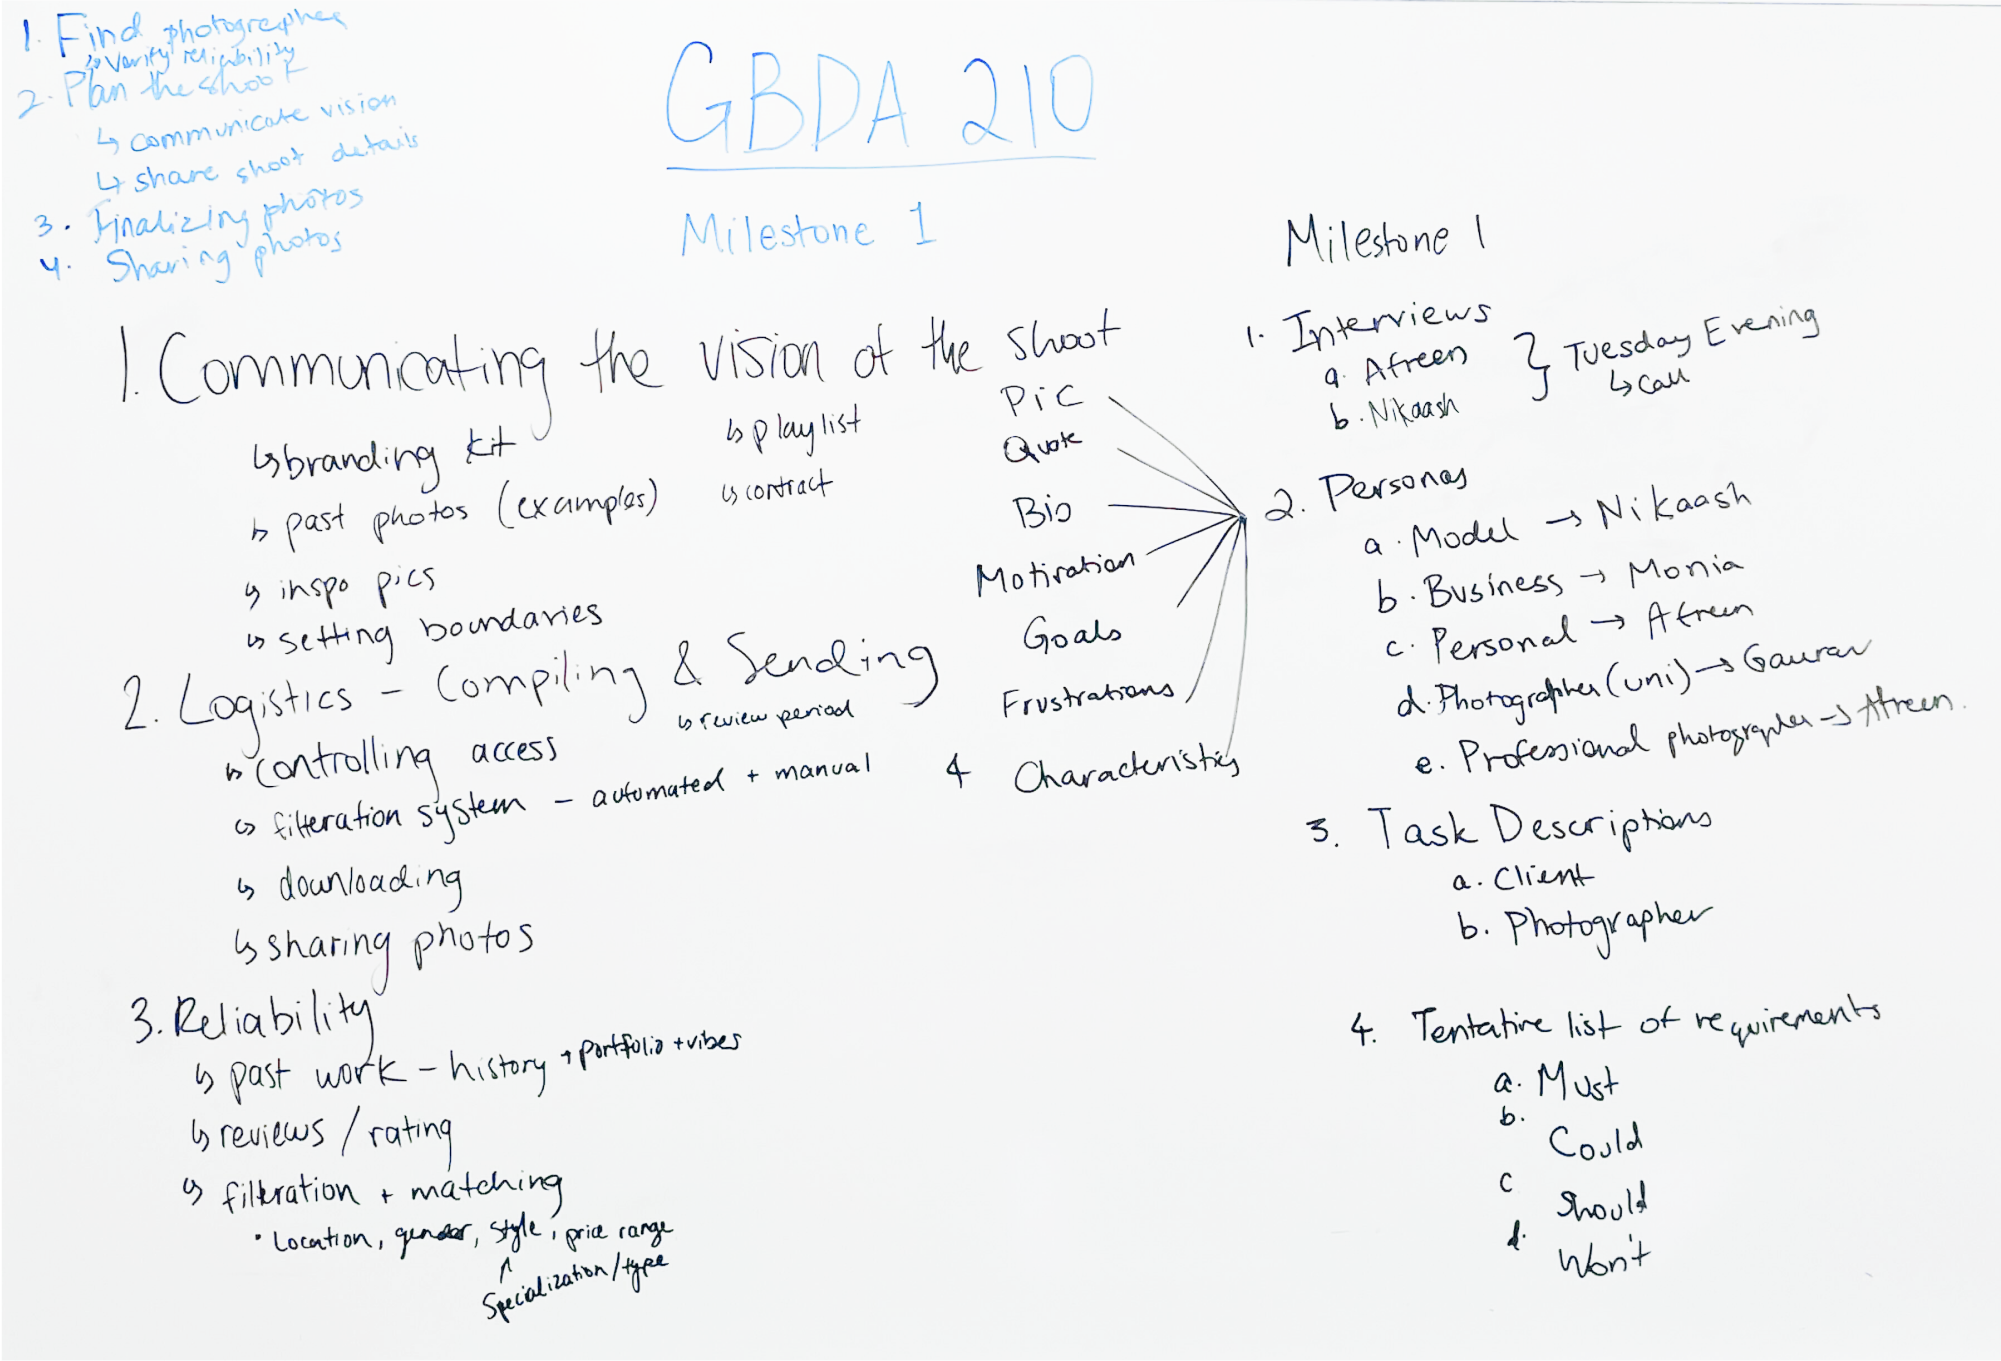 1. Find photographer
↳ Verify reliability
2. Plan the shoot
↳ communicate vision
↳ share shoot details
3. Finalizing photos
4. Sharing photos
GBDA 210
Milestone 1
1. Communicating the vision of the shoot
↳ branding kit
↳ past photos (examples)
↳ inspo pics
↳ setting boundaries
↳ playlist
↳ contract
2. Logistics - Compiling & Sending
↳ review period
↳ controlling access
↳ filteration system - automated + manual
↳ downloading
↳ sharing photos
3. Reliability
↳ past work - history + portfolio + vibes
↳ reviews / rating
↳ filteration + matching
• Location, gender, style, price range
↑
Specialization/type
Pic
Quote
Bio
Motivation
Goals
Frustrations
4 Characteristics
Milestone 1
1. Interviews
a. Afreen
b. Nikaash
} Tuesday Evening
↳ Call
2. Personas
a. Model → Nikaash
b. Business → Monia
c. Personal → Afreen
d. Photographer (uni) → Gaurav
e. Professional photographer → Afreen.
3. Task Descriptions
a. Client
b. Photographer
4. Tentative list of requirements
a. Must
b. Could
c Should
d. Won't